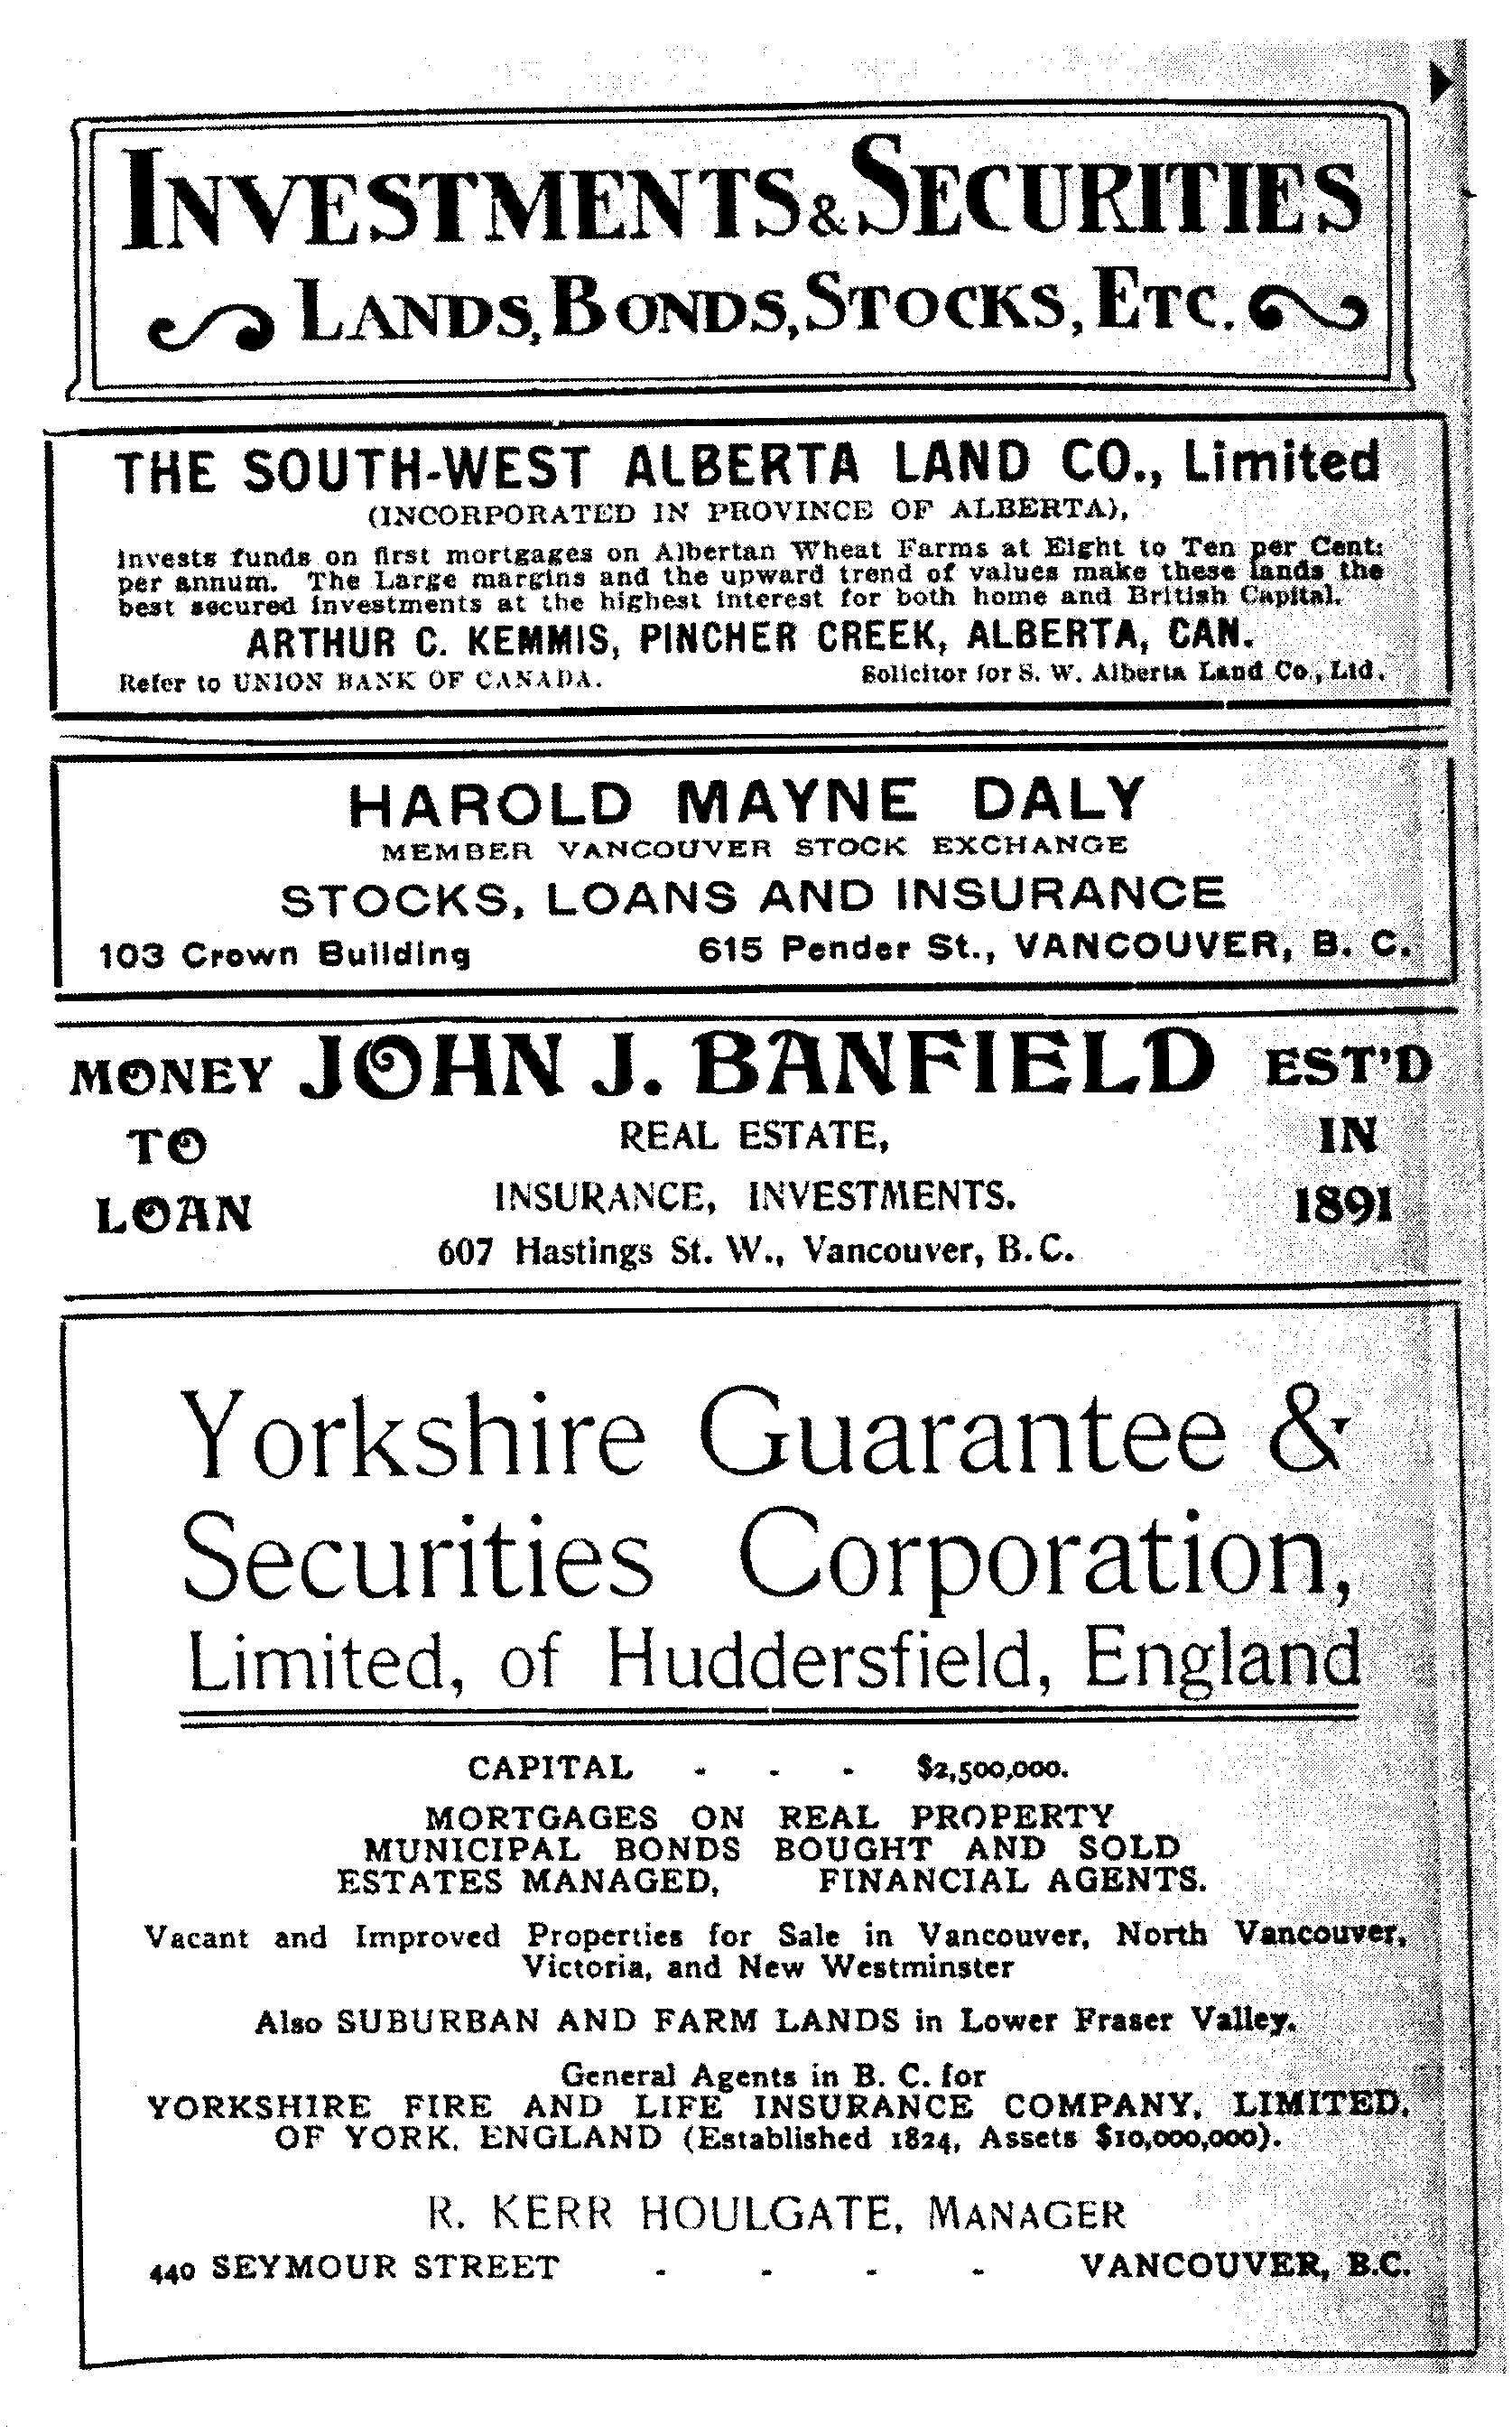 INVESTMENTS & SECURITIES
LANDS, BONDS, STOCKS, ETC.
THE SOUTH-WEST ALBERTA LAND CO., Limited
(INCORPORATED IN PROVINCE OF ALBERTA),
Invests funds on first mortgages on Albertan Wheat Farms at Eight to Ten per Cent:
per annum. The Large margins and the upward trend of values make these lands the
best secured investments at the highest interest for both home and British Capital.
ARTHUR C. KEMMIS, PINCHER CREEK, ALBERTA, CAN.
Refer to UNION BANK OF CANADA. Solicitor for S. W. Alberta Land Co., Ltd.
HAROLD MAYNE DALY
MEMBER VANCOUVER STOCK EXCHANGE
STOCKS, LOANS AND INSURANCE
103 Crown Building 615 Pender St., VANCOUVER, B. C.
MONEY JOHN J. BANFIELD EST'D
TO REAL ESTATE, IN
LOAN INSURANCE, INVESTMENTS. 1891
607 Hastings St. W., Vancouver, B.C.
Yorkshire Guarantee &
Securities Corporation,
Limited, of Huddersfield, England
CAPITAL - - - $2,500,000.
MORTGAGES ON REAL PROPERTY
MUNICIPAL BONDS BOUGHT AND SOLD
ESTATES MANAGED, FINANCIAL AGENTS.
Vacant and Improved Properties for Sale in Vancouver, North Vancouver,
Victoria, and New Westminster
Also SUBURBAN AND FARM LANDS in Lower Fraser Valley.
General Agents in B. C. for
YORKSHIRE FIRE AND LIFE INSURANCE COMPANY, LIMITED,
OF YORK, ENGLAND (Established 1824, Assets $10,000,000).
R. KERR HOULGATE, MANAGER
440 SEYMOUR STREET - - - - VANCOUVER, B.C.